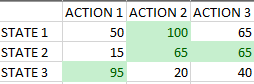 ACTION 1 ACTION 2 ACTION 3
STATE 1 50 100 65
STATE 2 15 65 65
STATE 3 95 20 40